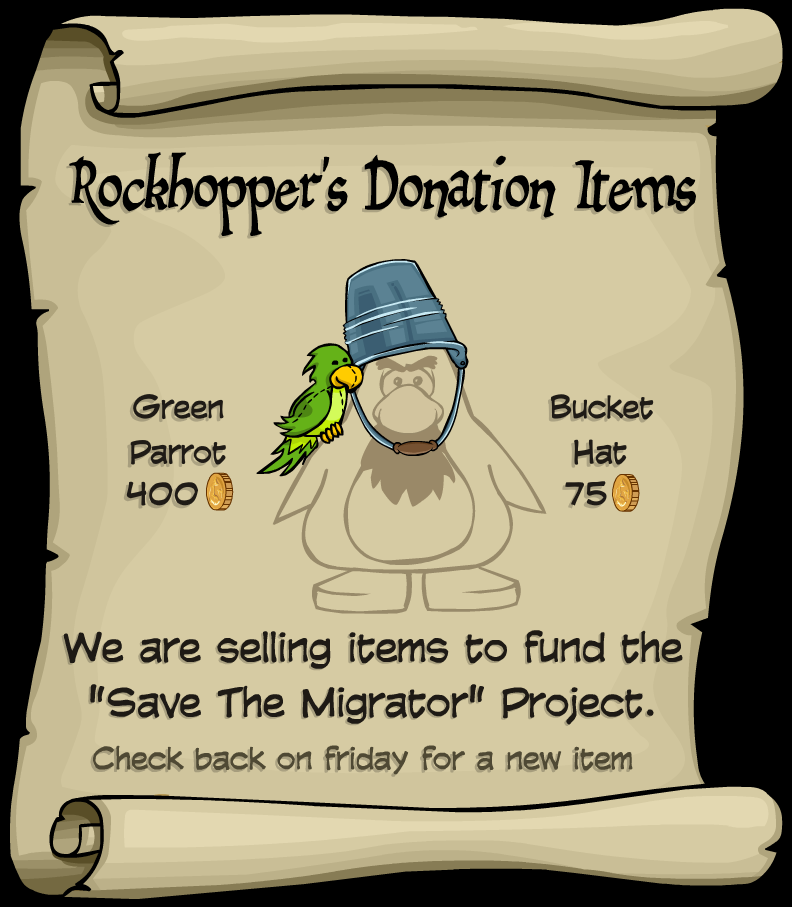 Rockhopper's Donation Items
Green
Parrot
400
Bucket
Hat
75
We are selling items to fund the
"Save The Migrator" Project.
Check back on friday for a new item